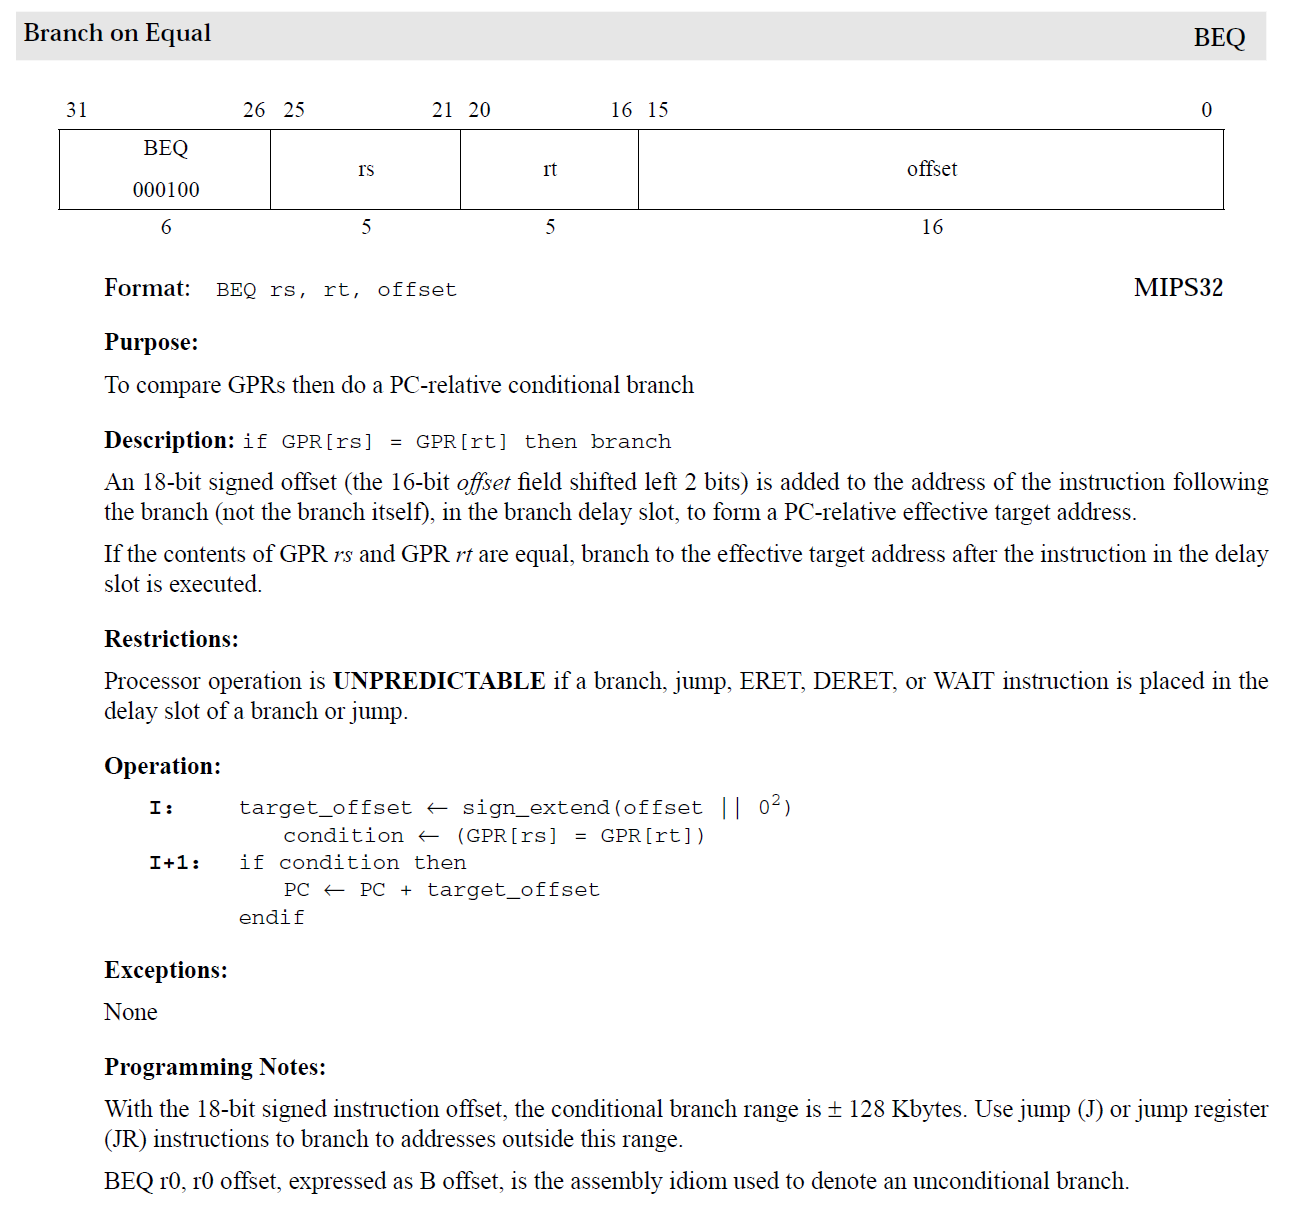 Branch on Equal BEQ
31 26 25 21 20 16 15 0
BEQ
000100
rs rt offset
6 5 5 16
Format: BEQ rs, rt, offset MIPS32
Purpose:
To compare GPRs then do a PC-relative conditional branch
Description: if GPR[rs] = GPR[rt] then branch
An 18-bit signed offset (the 16-bit offset field shifted left 2 bits) is added to the address of the instruction following
the branch (not the branch itself), in the branch delay slot, to form a PC-relative effective target address.
If the contents of GPR rs and GPR rt are equal, branch to the effective target address after the instruction in the delay
slot is executed.
Restrictions:
Processor operation is UNPREDICTABLE if a branch, jump, ERET, DERET, or WAIT instruction is placed in the
delay slot of a branch or jump.
Operation:
I: target_offset ← sign_extend(offset || 0²)
condition ← (GPR[rs] = GPR[rt])
I+1: if condition then
PC ← PC + target_offset
endif
Exceptions:
None
Programming Notes:
With the 18-bit signed instruction offset, the conditional branch range is ± 128 Kbytes. Use jump (J) or jump register
(JR) instructions to branch to addresses outside this range.
BEQ r0, r0 offset, expressed as B offset, is the assembly idiom used to denote an unconditional branch.